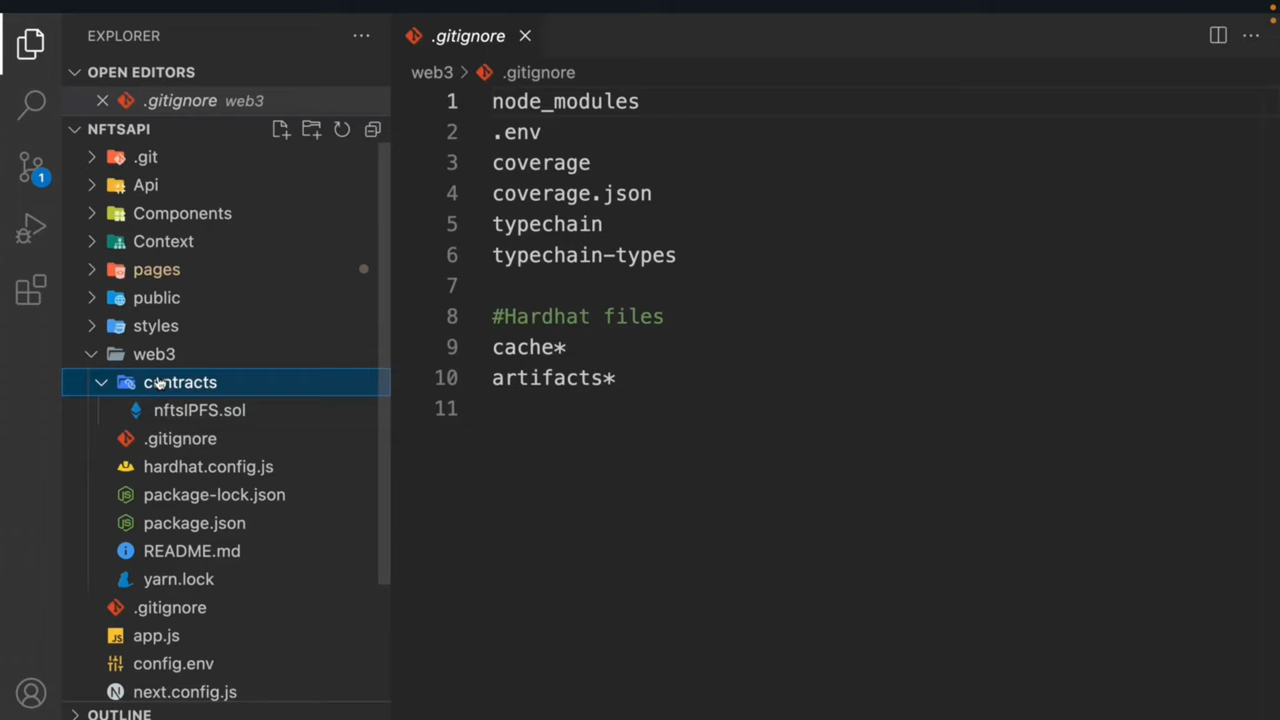 EXPLORER
OPEN EDITORS
.gitignore web3
NFTSAPI
.git
Api
Components
Context
pages
public
styles
web3
contracts
nftsIPFS.sol
.gitignore
hardhat.config.js
package-lock.json
package.json
README.md
yarn.lock
.gitignore
JS app.js
config.env
N next.config.js
OUTLINE
1
.gitignore
web3 > .gitignore
1 node_modules
2 .env
3 coverage
4 coverage.json
5 typechain
6 typechain-types
7
8 #Hardhat files
9 cache*
10 artifacts*
11